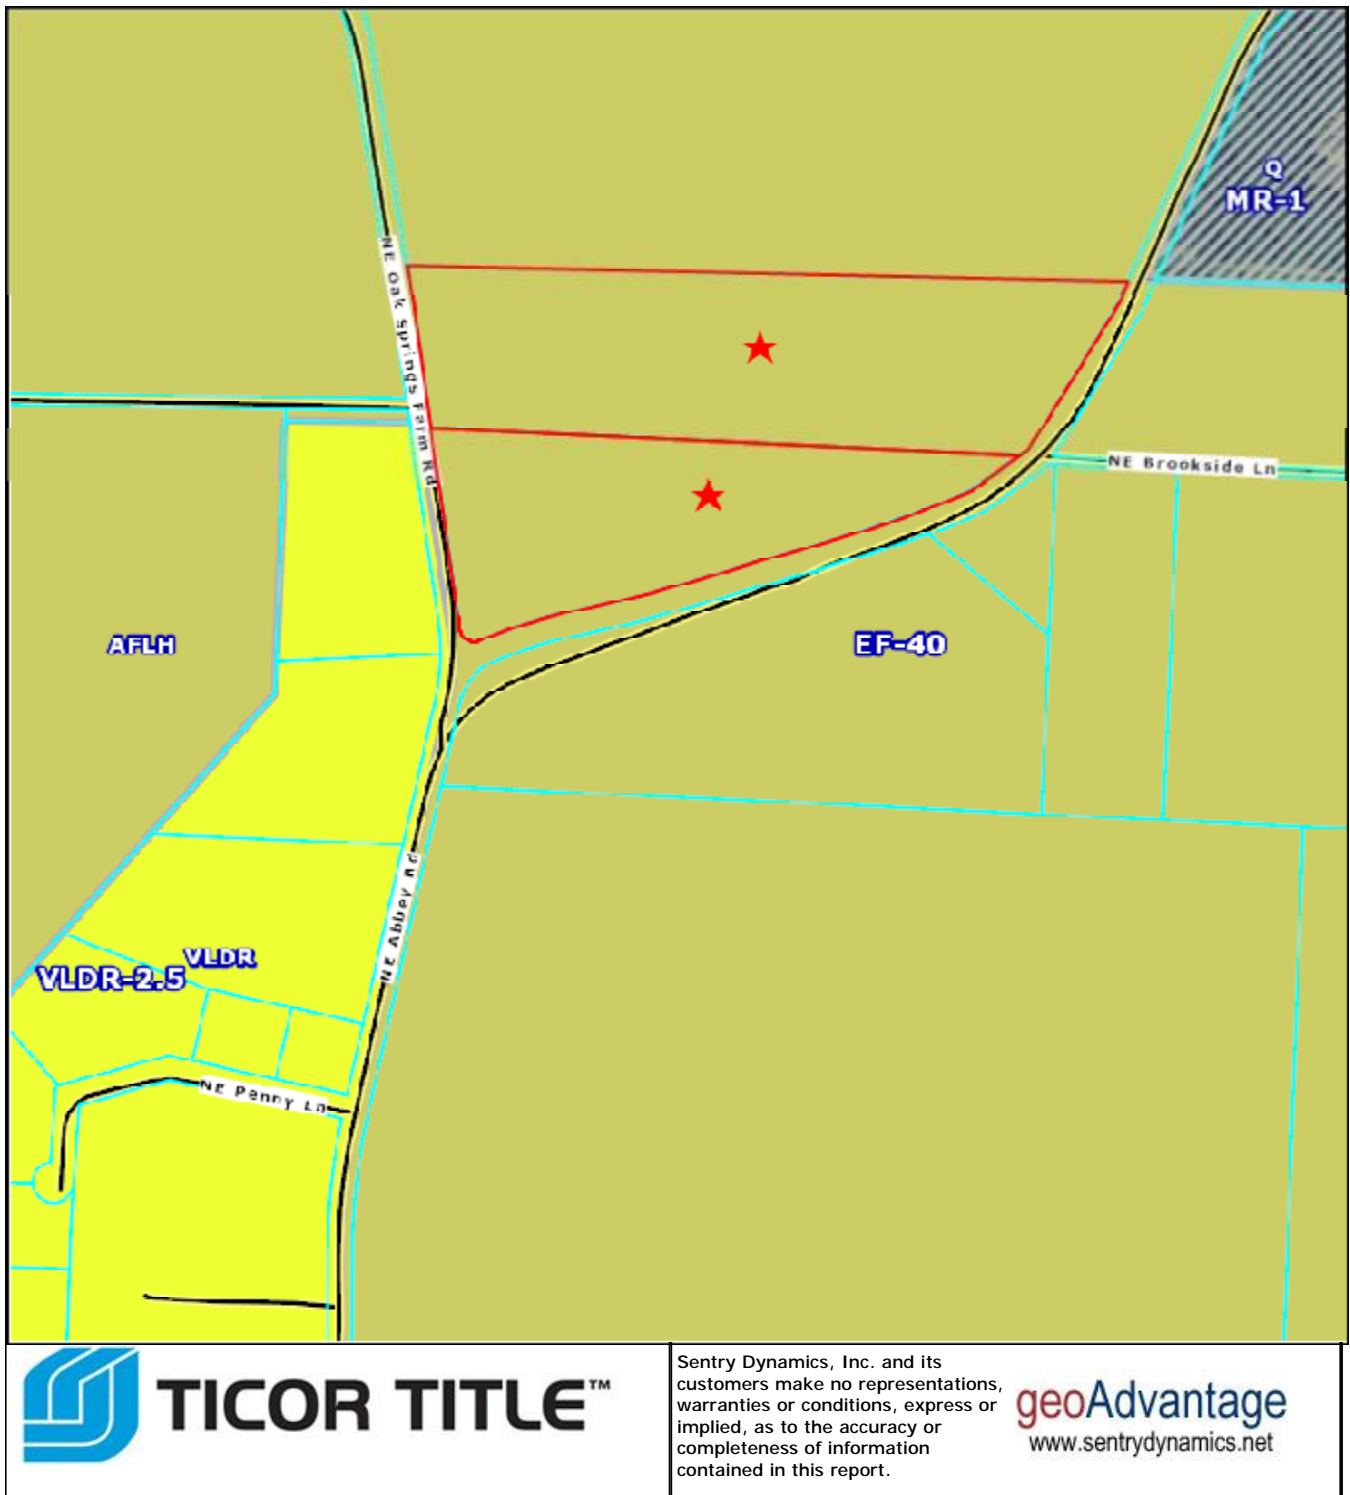 Q
MR-1
NE Oak Springs Farm Rd
NE Brookside Ln
AFLH
EF-40
NE Abbey Rd
VLDR
VLDR-2.5
NE Penny Ln
TICOR TITLE™
Sentry Dynamics, Inc. and its
customers make no representations,
warranties or conditions, express or
implied, as to the accuracy or
completeness of information
contained in this report.
geoAdvantage
www.sentrydynamics.net